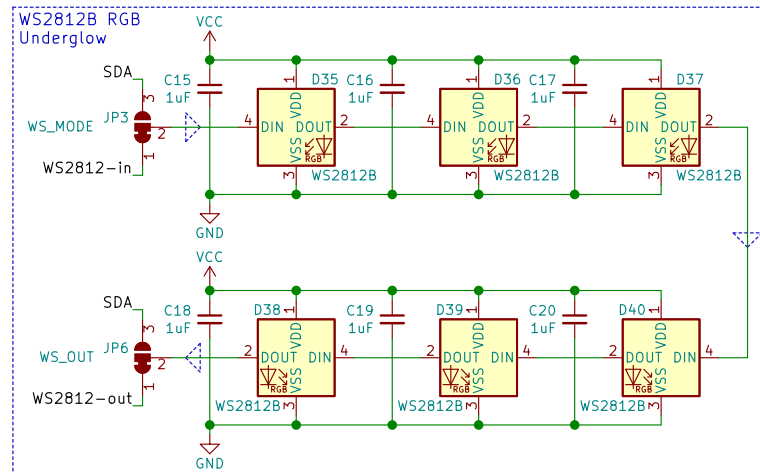 WS2812B RGB
Underglow
VCC
SDA
C15
1uF
D35
C16
1uF
D36
C17
1uF
D37
1
VDD
1
VDD
1
VDD
3
JP3
WS_MODE
2
1
4
DIN
DOUT
2
4
DIN
DOUT
2
4
DIN
DOUT
2
VSS
RGB
VSS
RGB
VSS
RGB
WS2812-in
3
WS2812B
3
WS2812B
3
WS2812B
GND
VCC
SDA
C18
1uF
D38
C19
1uF
D39
C20
1uF
D40
1
VDD
1
VDD
1
VDD
3
JP6
WS_OUT
2
1
2
DOUT
DIN
4
2
DOUT
DIN
4
2
DOUT
DIN
4
RGB
VSS
RGB
VSS
RGB
VSS
WS2812-out
WS2812B
3
WS2812B
3
WS2812B
3
GND